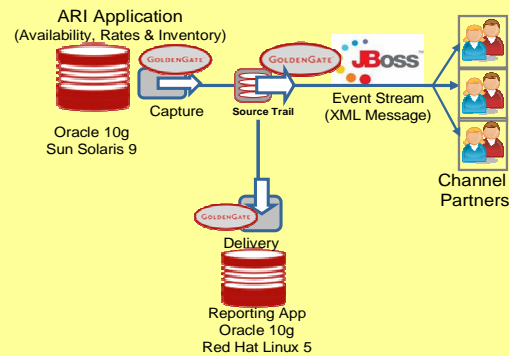 ARI Application
(Availability, Rates & Inventory)
GOLDENGATE
GOLDENGATE
JBoss™
Capture
Source Trail
Event Stream
(XML Message)
Oracle 10g
Sun Solaris 9
Channel
Partners
GOLDENGATE
Delivery
Reporting App
Oracle 10g
Red Hat Linux 5